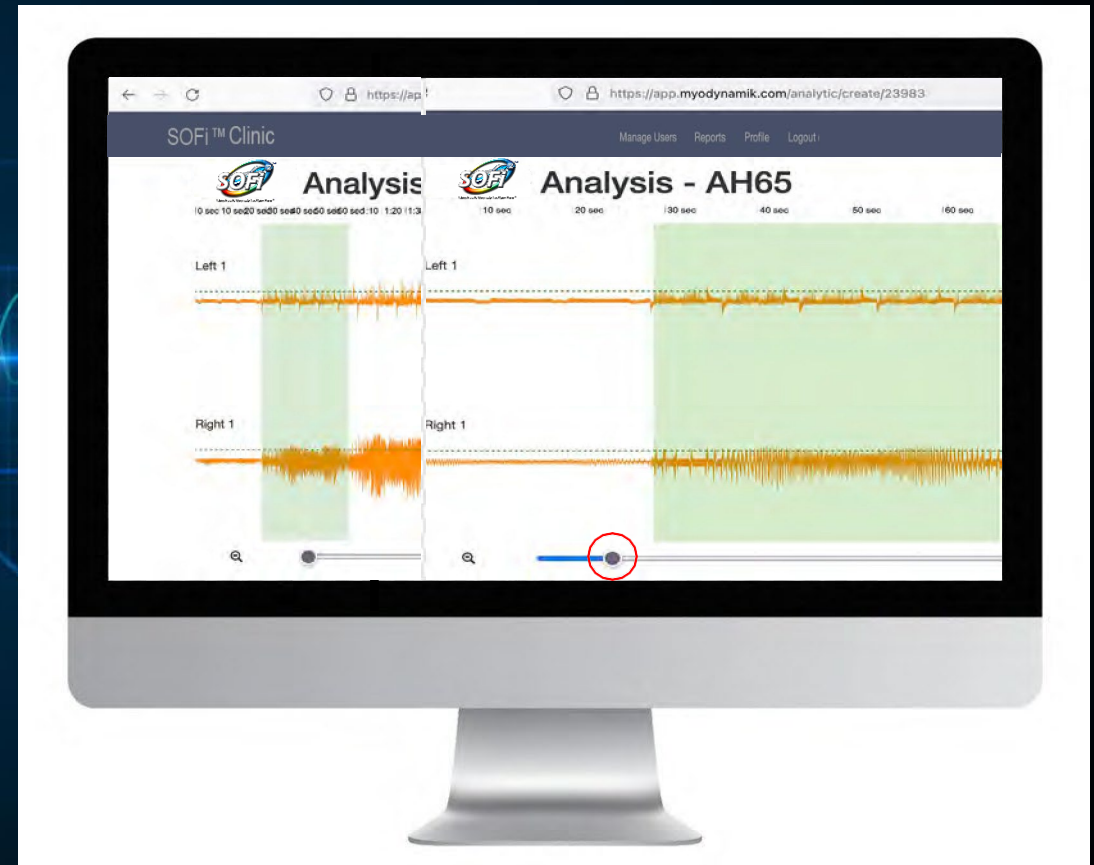 https://ap
https://app.myodynamik.com/analytic/create/23983
SOFi ™ Clinic
Manage Users Reports Profile Logout
SOFi
Analysis
SOFi
Analysis - AH65
10 sec 20 sec 30 sec 40 sec 50 sec 60 sec
Left 1
Left 1
Right 1
Right 1